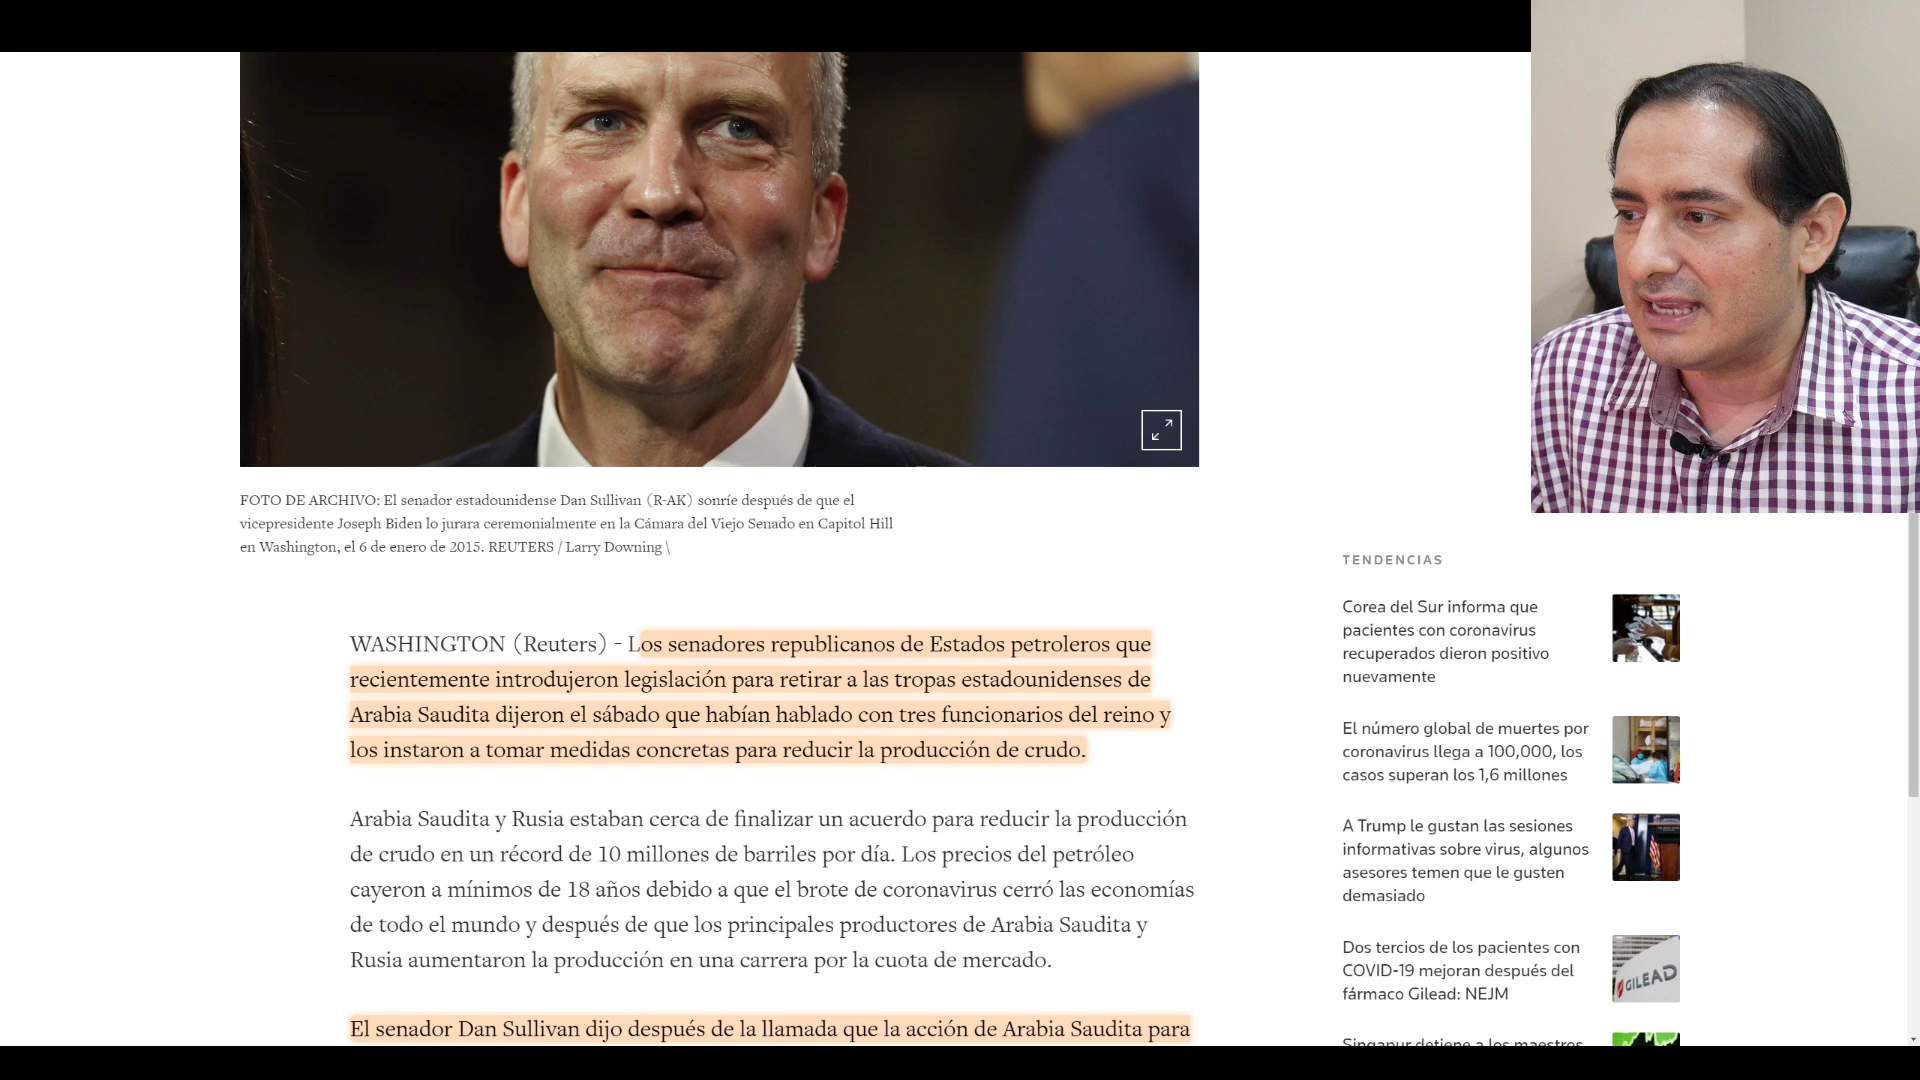 FOTO DE ARCHIVO: El senador estadounidense Dan Sullivan (R-AK) sonríe después de que el
vicepresidente Joseph Biden lo jurara ceremonialmente en la Cámara del Viejo Senado en Capitol Hill
en Washington, el 6 de enero de 2015. REUTERS / Larry Downing \
WASHINGTON (Reuters) - Los senadores republicanos de Estados petroleros que
recientemente introdujeron legislación para retirar a las tropas estadounidenses de
Arabia Saudita dijeron el sábado que habían hablado con tres funcionarios del reino y
los instaron a tomar medidas concretas para reducir la producción de crudo.
Arabia Saudita y Rusia estaban cerca de finalizar un acuerdo para reducir la producción
de crudo en un récord de 10 millones de barriles por día. Los precios del petróleo
cayeron a mínimos de 18 años debido a que el brote de coronavirus cerró las economías
de todo el mundo y después de que los principales productores de Arabia Saudita y
Rusia aumentaron la producción en una carrera por la cuota de mercado.
El senador Dan Sullivan dijo después de la llamada que la acción de Arabia Saudita para
TENDENCIAS
Corea del Sur informa que
pacientes con coronavirus
recuperados dieron positivo
nuevamente
El número global de muertes por
coronavirus llega a 100,000, los
casos superan los 1,6 millones
A Trump le gustan las sesiones
informativas sobre virus, algunos
asesores temen que le gusten
demasiado
Dos tercios de los pacientes con
COVID-19 mejoran después del
fármaco Gilead: NEJM
GILEAD
Singapur detiene a los maestros